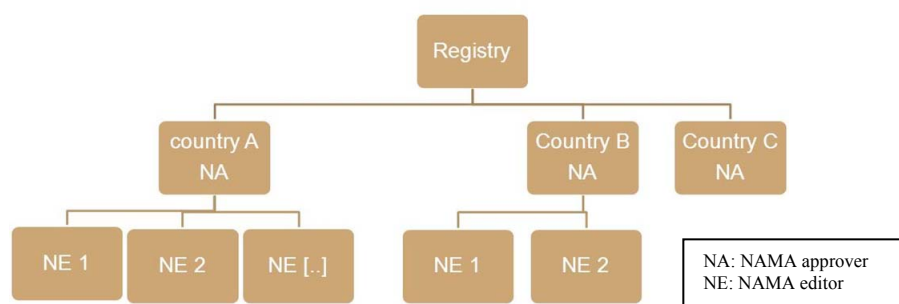 Registry
country A
NA
Country B
NA
Country C
NA
NE 1
NE 2
NE [..]
NE 1
NE 2
NA: NAMA approver
NE: NAMA editor